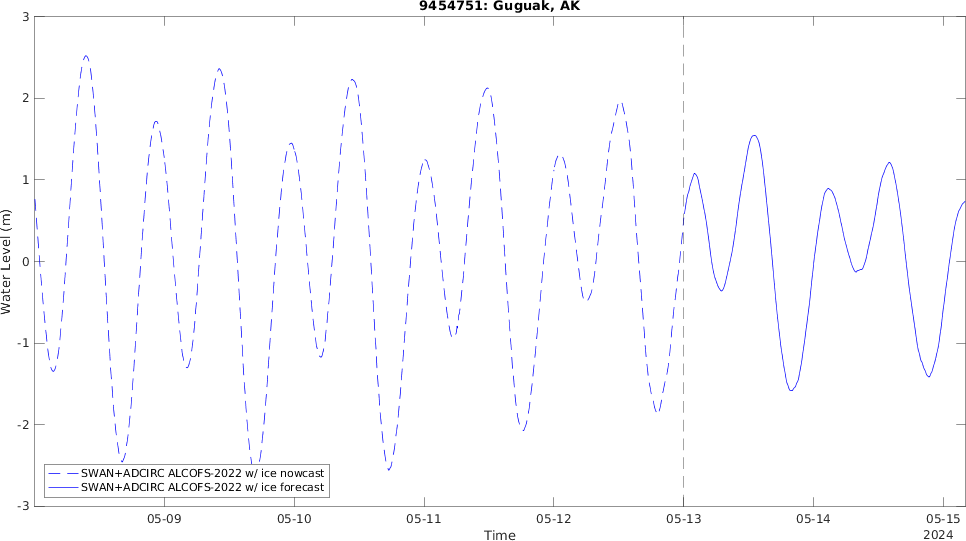 9454751: Guguak, AK
3
2
1
0
-1
-2
-3
Water Level (m)
SWAN+ADCIRC ALCOFS-2022 w/ ice nowcast
SWAN+ADCIRC ALCOFS-2022 w/ ice forecast
05-09 05-10 05-11 05-12 05-13 05-14 05-15
Time 2024